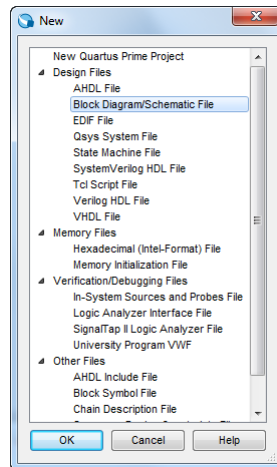 New
New Quartus Prime Project
Design Files
AHDL File
Block Diagram/Schematic File
EDIF File
Qsys System File
State Machine File
SystemVerilog HDL File
Tcl Script File
Verilog HDL File
VHDL File
Memory Files
Hexadecimal (Intel-Format) File
Memory Initialization File
Verification/Debugging Files
In-System Sources and Probes File
Logic Analyzer Interface File
SignalTap II Logic Analyzer File
University Program VWF
Other Files
AHDL Include File
Block Symbol File
Chain Description File
OK Cancel Help